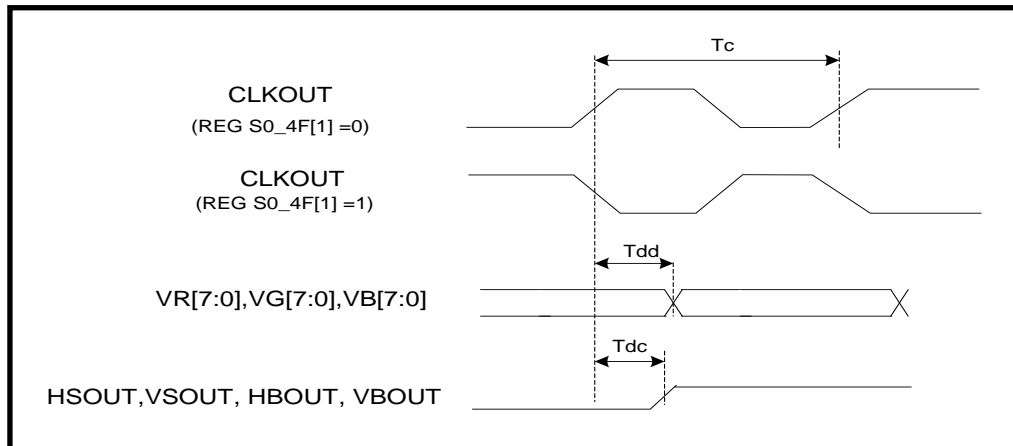 Tc
CLKOUT
(REG S0_4F[1] =0)
CLKOUT
(REG S0_4F[1] =1)
Tdd
VR[7:0],VG[7:0],VB[7:0]
Tdc
HSOUT,VSOUT, HBOUT, VBOUT